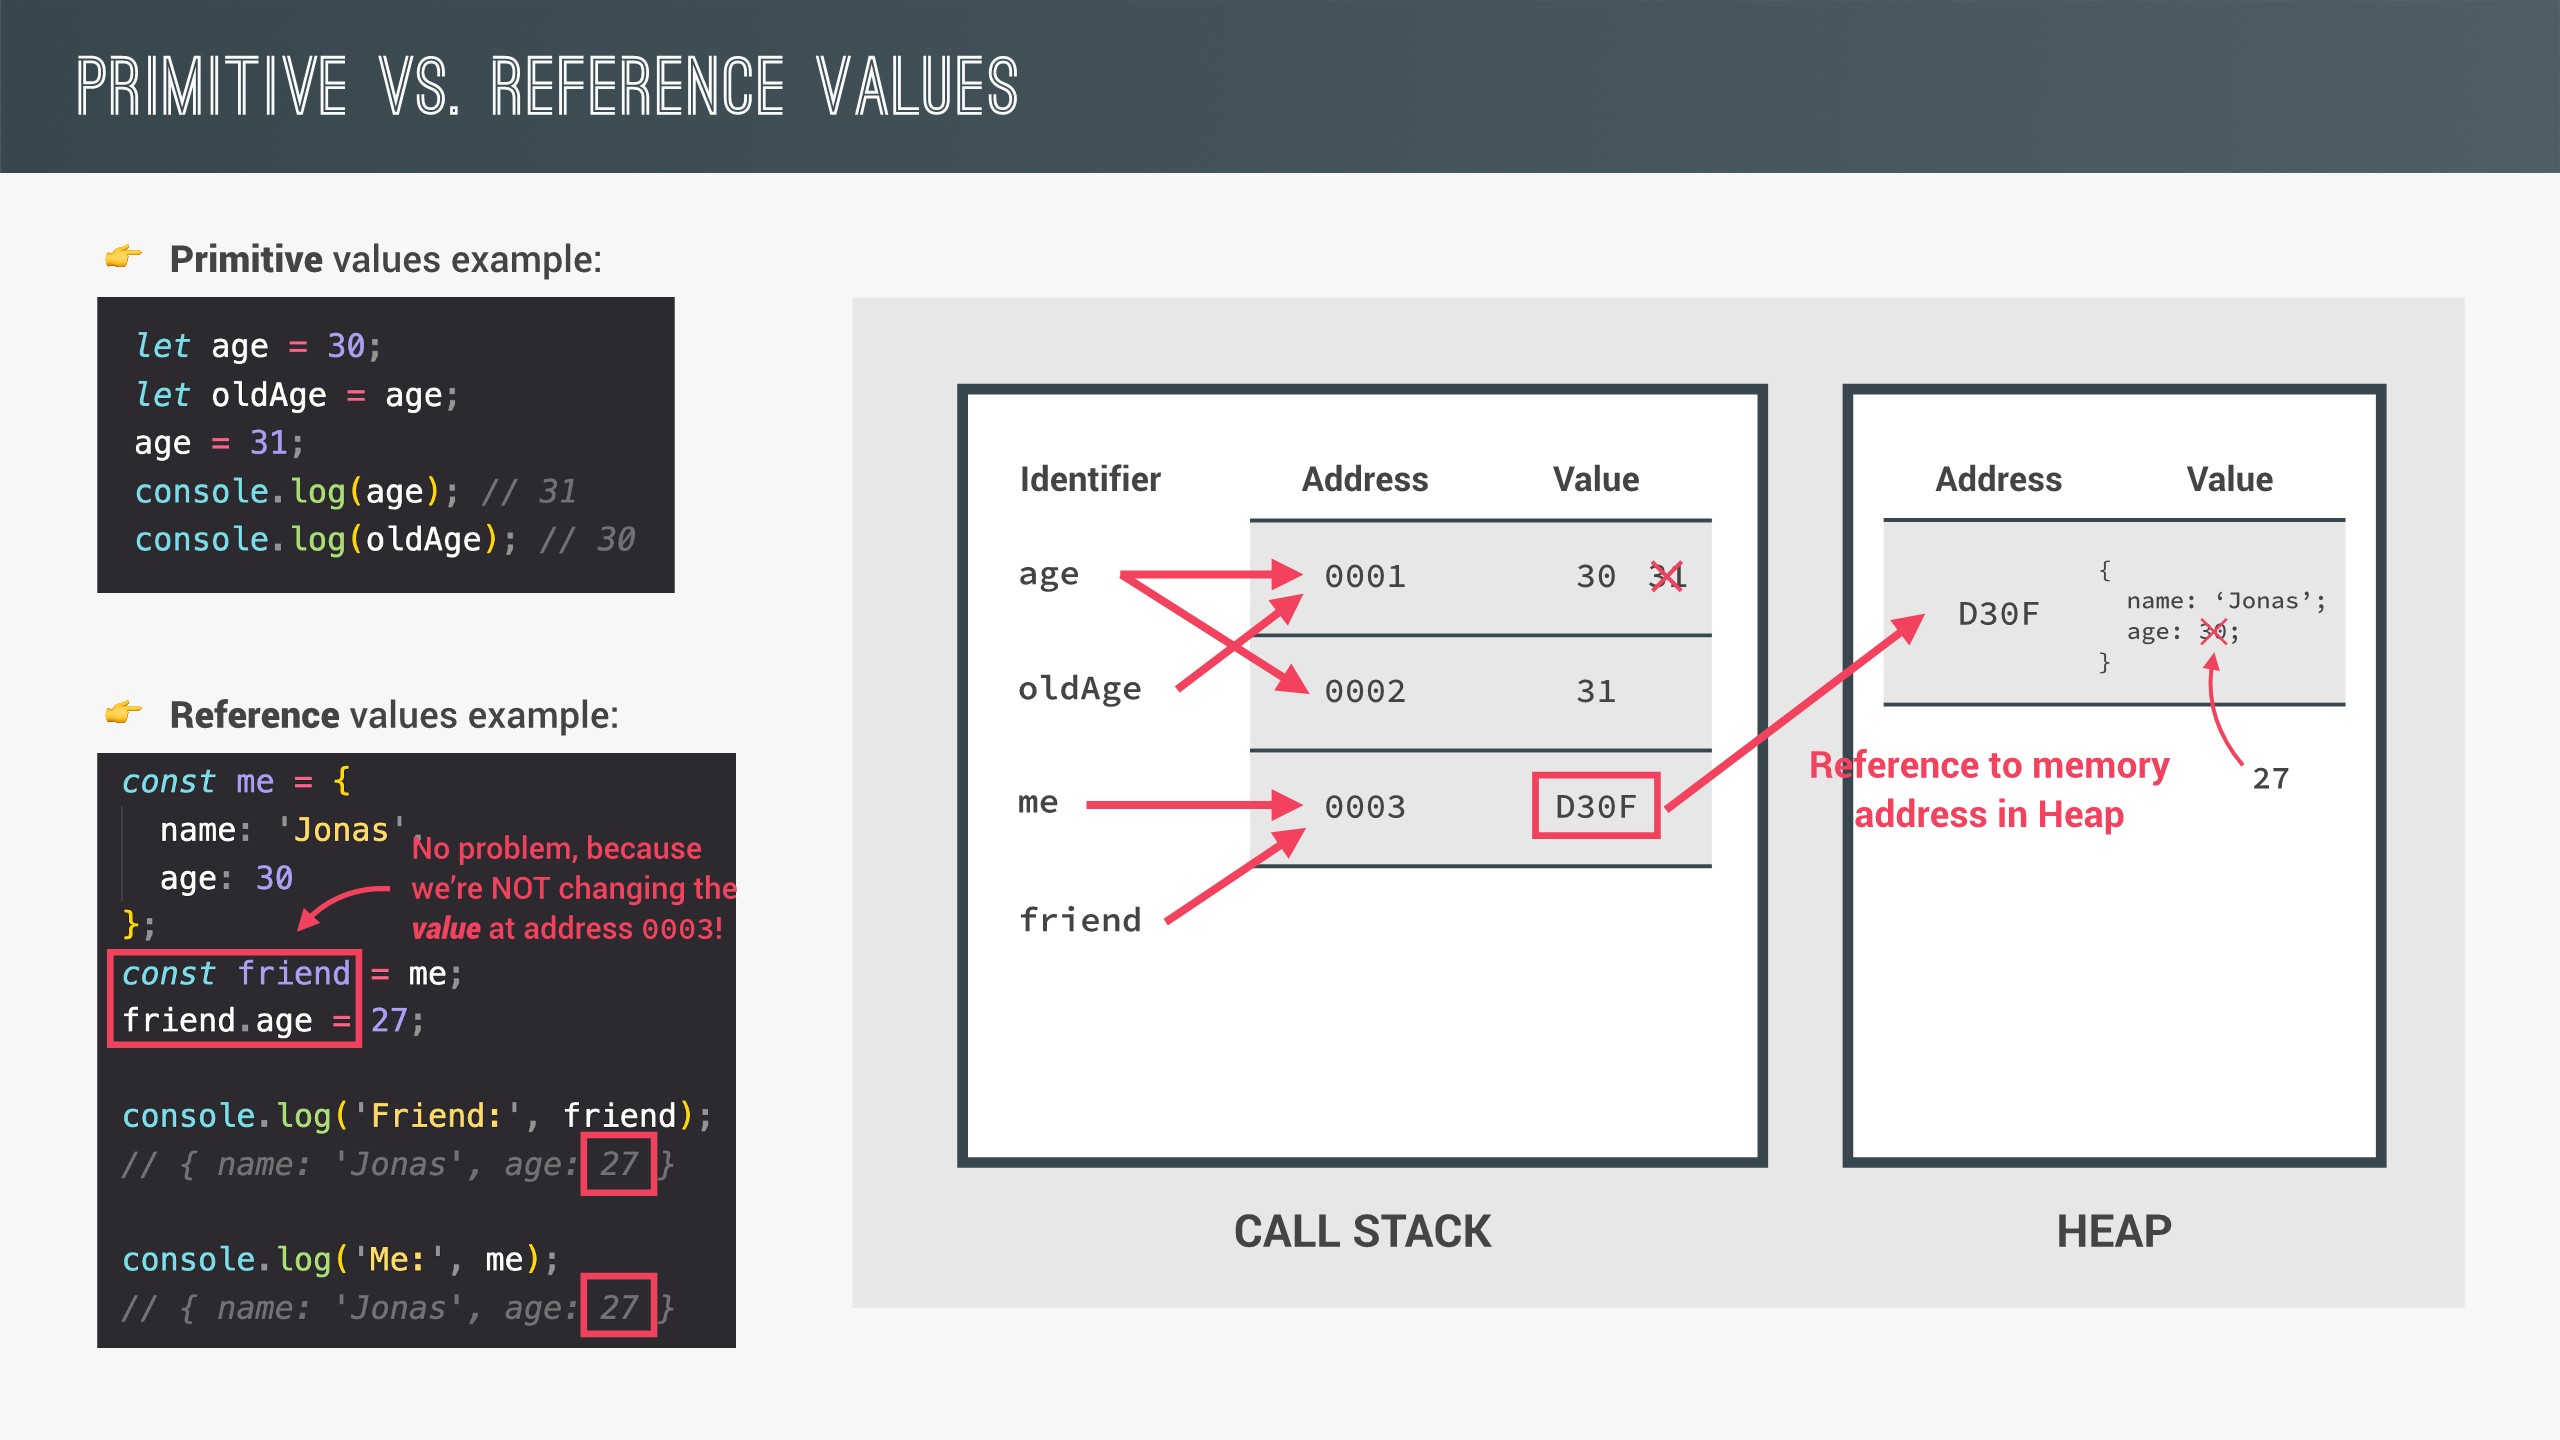 PRIMITIVE VS. REFERENCE VALUES
👉 Primitive values example:
let age = 30;
let oldAge = age;
age = 31;
console.log(age); // 31
console.log(oldAge); // 30
👉 Reference values example:
const me = {
name: 'Jonas',
age: 30
};
const friend = me;
friend.age = 27;
console.log('Friend:', friend);
// { name: 'Jonas', age: 27 }
console.log('Me:', me);
// { name: 'Jonas', age: 27 }
No problem, because
we’re NOT changing the
value at address 0003!
Identifier Address Value
age 0001 30 31
oldAge 0002 31
me 0003 D30F
friend
CALL STACK
Address Value
D30F
{
name: ‘Jonas’;
age: 30;
}
27
Reference to memory
address in Heap
HEAP